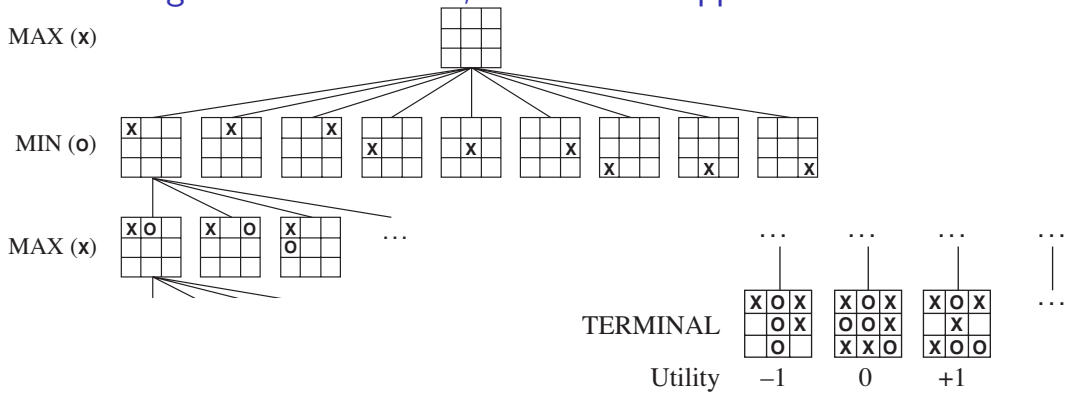 MAX (x)
MIN (o)
X X X
X X X
X X X
MAX (x)
X O X O X
O
... ... ... ... ...
TERMINAL
X O X X O X X O X ...
O X O O X X
O X X O X O O
Utility –1 0 +1